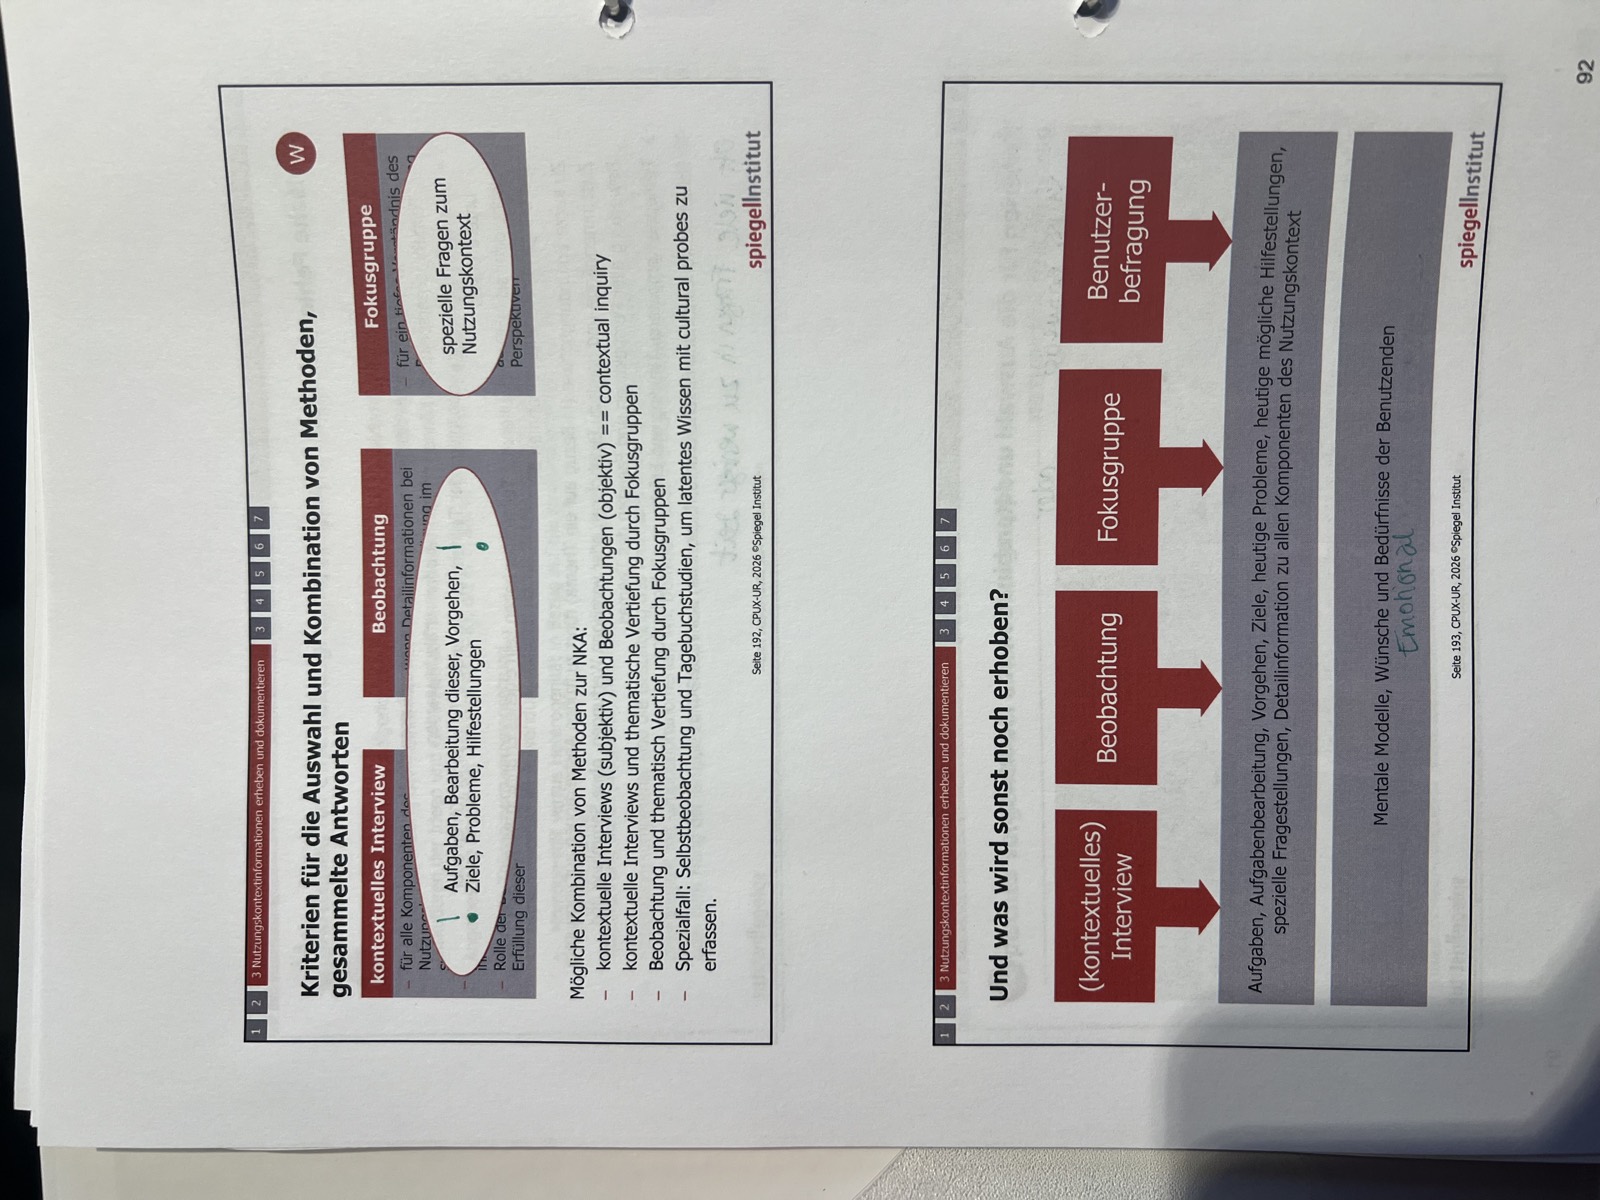 1 2 3 Nutzungskontextinformationen erheben und dokumentieren 3 4 5 6 7
Kriterien für die Auswahl und Kombination von Methoden,
gesammelte Antworten
W
kontextuelles Interview
– für alle Komponenten des
– Rolle der
Erfüllung dieser
Beobachtung
Detailinformationen bei
im
! Aufgaben, Bearbeitung dieser, Vorgehen, !
Ziele, Probleme, Hilfestellungen
Fokusgruppe
– für ein des
spezielle Fragen zum
Nutzungskontext
Perspektiven
Mögliche Kombination von Methoden zur NKA:
– kontextuelle Interviews (subjektiv) und Beobachtungen (objektiv) == contextual inquiry
– kontextuelle Interviews und thematische Vertiefung durch Fokusgruppen
– Beobachtung und thematisch Vertiefung durch Fokusgruppen
– Spezialfall: Selbstbeobachtung und Tagebuchstudien, um latentes Wissen mit cultural probes zu
erfassen.
Seite 192, CPUX-UR, 2026 ©Spiegel Institut
spiegelInstitut
1 2 3 Nutzungskontextinformationen erheben und dokumentieren 3 4 5 6 7
Und was wird sonst noch erhoben?
(kontextuelles)
Interview
Beobachtung
Fokusgruppe
Benutzer-
befragung
Aufgaben, Aufgabenbearbeitung, Vorgehen, Ziele, heutige Probleme, heutige mögliche Hilfestellungen,
spezielle Fragestellungen, Detailinformation zu allen Komponenten des Nutzungskontext
Mentale Modelle, Wünsche und Bedürfnisse der Benutzenden
Emotional
Seite 193, CPUX-UR, 2026 ©Spiegel Institut
spiegelInstitut
92